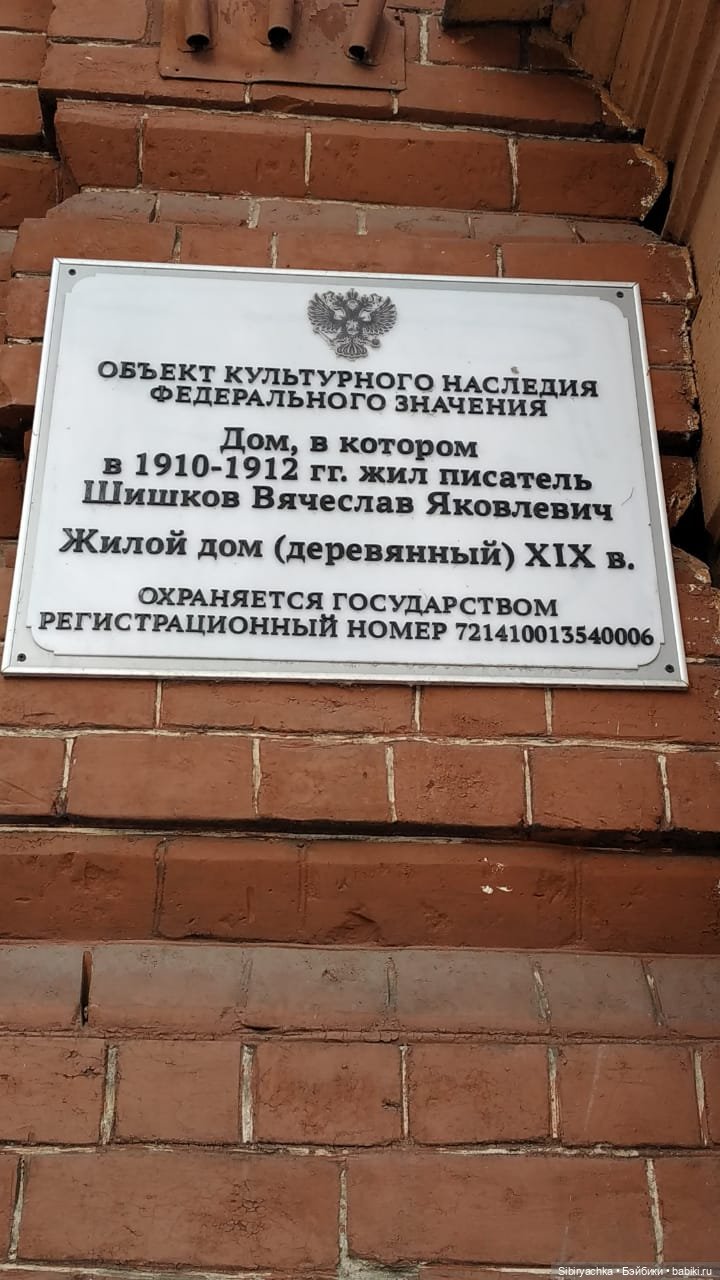 ОБЪЕКТ КУЛЬТУРНОГО НАСЛЕДИЯ
ФЕДЕРАЛЬНОГО ЗНАЧЕНИЯ
Дом, в котором
в 1910-1912 гг. жил писатель
Шишков Вячеслав Яковлевич
Жилой дом (деревянный) XIX в.
ОХРАНЯЕТСЯ ГОСУДАРСТВОМ
РЕГИСТРАЦИОННЫЙ НОМЕР 721410013540006
Sibiryachka • Бэйбики • babiki.ru